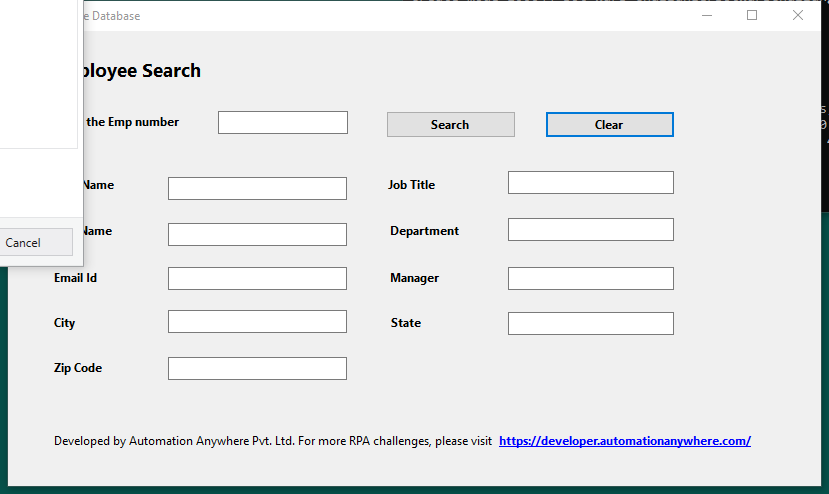 Database
Employee Search
the Emp number
Search
Clear
Name
Job Title
Name
Department
Cancel
Email Id
Manager
City
State
Zip Code
Developed by Automation Anywhere Pvt. Ltd. For more RPA challenges, please visit https://developer.automationanywhere.com/